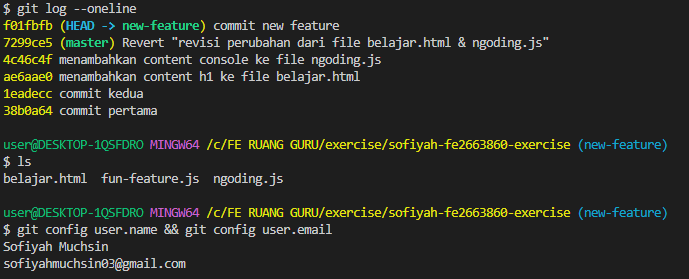 $ git log --oneline
f01fbfb (HEAD -> new-feature) commit new feature
7299ce5 (master) Revert "revisi perubahan dari file belajar.html & ngoding.js"
4c46c4f menambahkan content console ke file ngoding.js
ae6aae0 menambahkan content h1 ke file belajar.html
1eadecc commit kedua
38b0a64 commit pertama
user@DESKTOP-1QSFDRO MINGW64 /c/FE RUANG GURU/exercise/sofiyah-fe2663860-exercise (new-feature)
$ ls
belajar.html  fun-feature.js  ngoding.js
user@DESKTOP-1QSFDRO MINGW64 /c/FE RUANG GURU/exercise/sofiyah-fe2663860-exercise (new-feature)
$ git config user.name && git config user.email
Sofiyah Muchsin
sofiyahmuchsin03@gmail.com